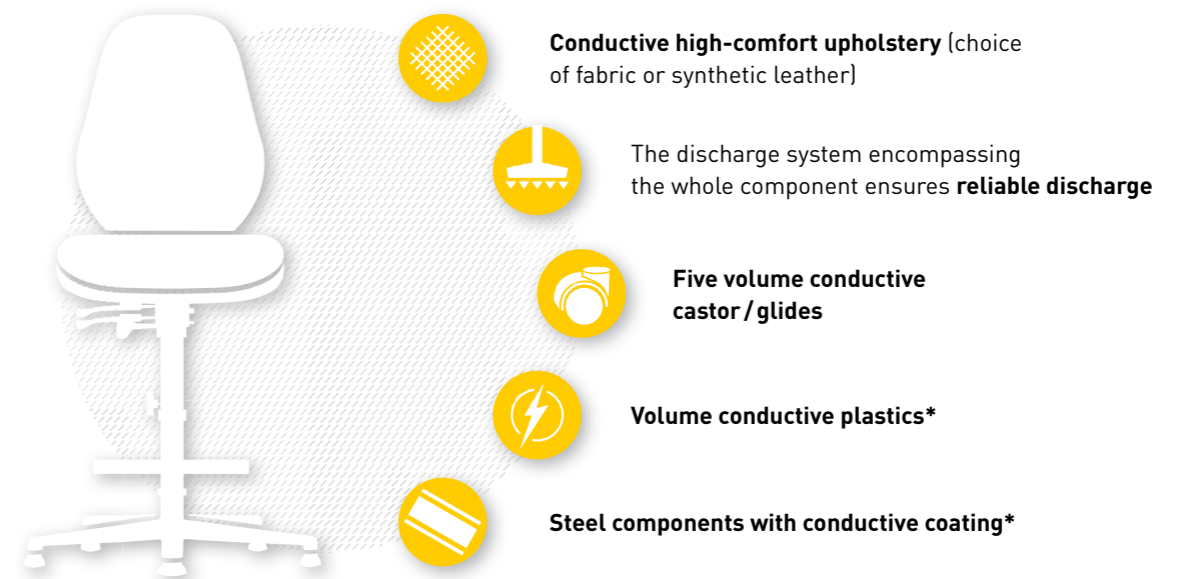 Conductive high-comfort upholstery (choice
of fabric or synthetic leather)
The discharge system encompassing
the whole component ensures reliable discharge
Five volume conductive
castor / glides
Volume conductive plastics*
Steel components with conductive coating*